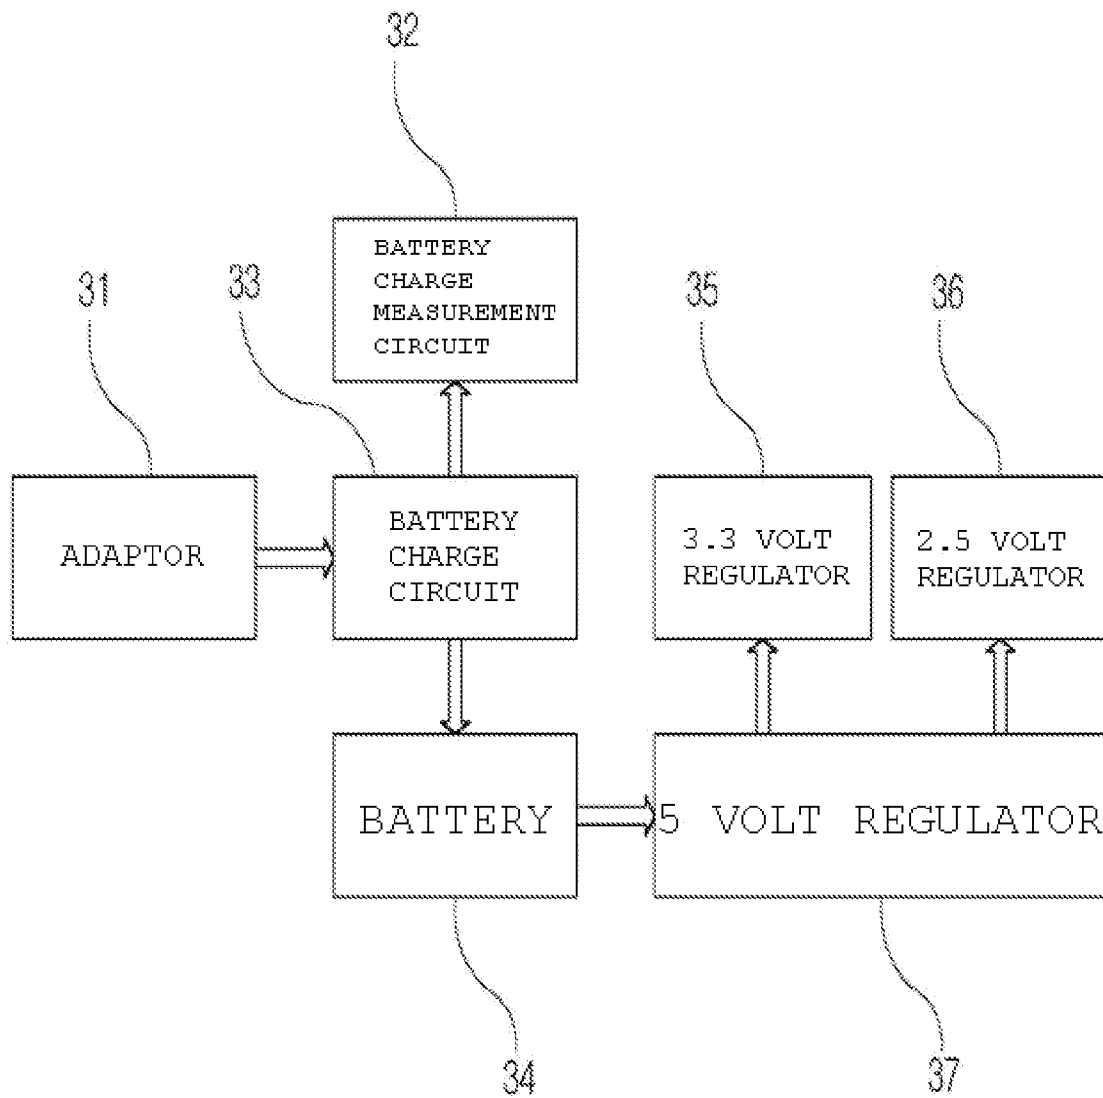 32
BATTERY
CHARGE
MEASUREMENT
CIRCUIT
31
33
35
36
ADAPTOR
BATTERY
CHARGE
CIRCUIT
3.3 VOLT
REGULATOR
2.5 VOLT
REGULATOR
BATTERY
5 VOLT REGULATOR
34
37